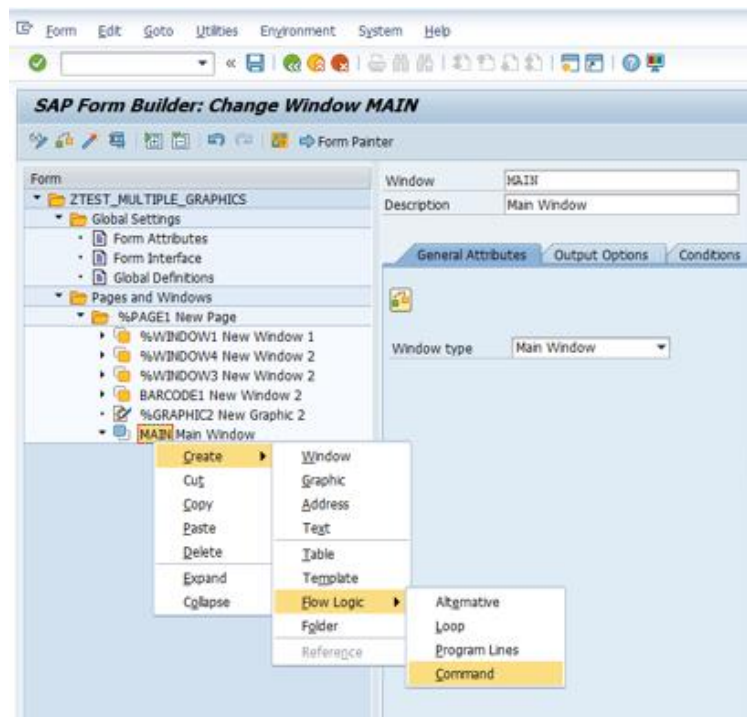 Form Edit Goto Utilities Environment System Help
SAP Form Builder: Change Window MAIN
Form Painter
Form
ZTEST_MULTIPLE_GRAPHICS
Global Settings
Form Attributes
Form Interface
Global Definitions
Pages and Windows
%PAGE1 New Page
%WINDOW1 New Window 1
%WINDOW4 New Window 2
%WINDOW3 New Window 2
BARCODE1 New Window 2
%GRAPHIC2 New Graphic 2
MAIN Main Window
Window MAIN
Description Main Window
General Attributes Output Options Conditions
Window type Main Window
Create
Cut
Copy
Paste
Delete
Expand
Collapse
Window
Graphic
Address
Text
Table
Template
Flow Logic
Folder
Reference
Alternative
Loop
Program Lines
Command